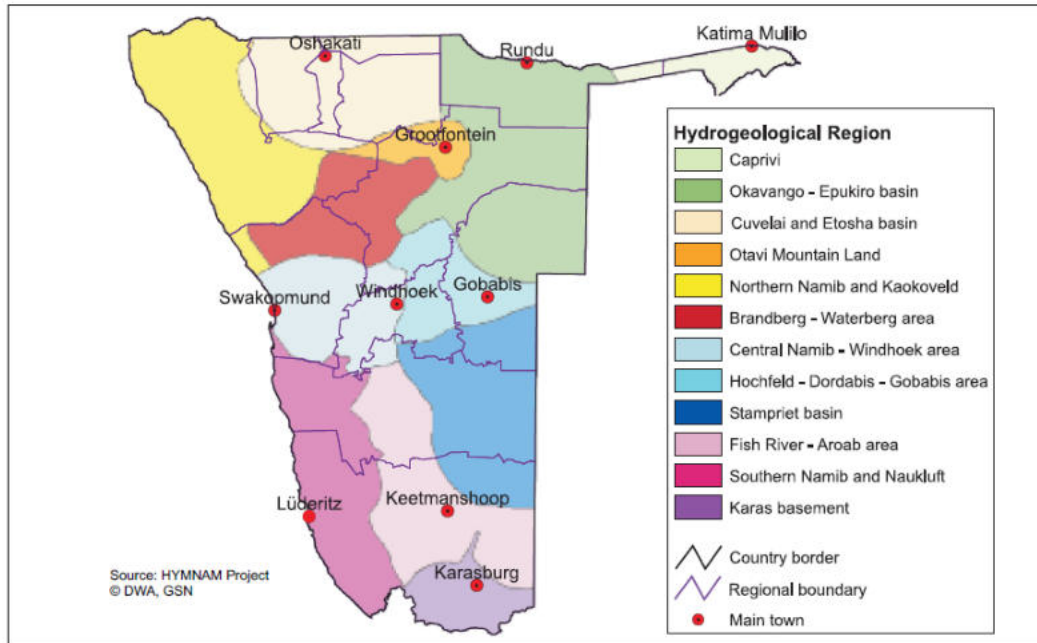 Oshakati
Rundu
Katima Mulilo
Grootfontein
Swakopmund
Windhoek
Gobabis
Lüderitz
Keetmanshoop
Karasburg
Source: HYMNAM Project
© DWA, GSN
Hydrogeological Region
Caprivi
Okavango - Epukiro basin
Cuvelai and Etosha basin
Otavi Mountain Land
Northern Namib and Kaokoveld
Brandberg - Waterberg area
Central Namib - Windhoek area
Hochfeld - Dordabis - Gobabis area
Stampriet basin
Fish River - Aroab area
Southern Namib and Naukluft
Karas basement
Country border
Regional boundary
Main town